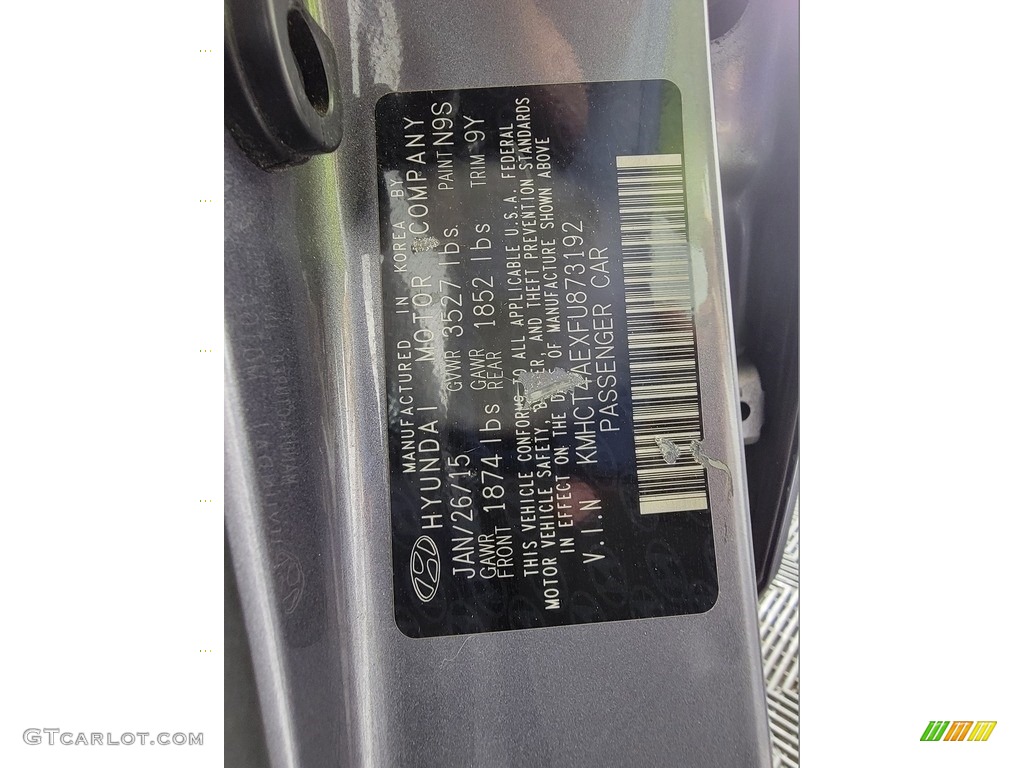 MANUFACTURED IN KOREA BY
HYUNDAI MOTOR COMPANY
JAN/26/15 GVWR 3527 lbs. PAINT N9S
GAWR FRONT 1874 lbs GAWR REAR 1852 lbs TRIM 9Y
THIS VEHICLE CONFORMS TO ALL APPLICABLE U.S.A. FEDERAL
MOTOR VEHICLE SAFETY, AND THEFT PREVENTION STANDARDS
IN EFFECT ON THE OF MANUFACTURE SHOWN ABOVE
V.I.N KMHCT4AEXFU873192
PASSENGER CAR
GTcarlot.com